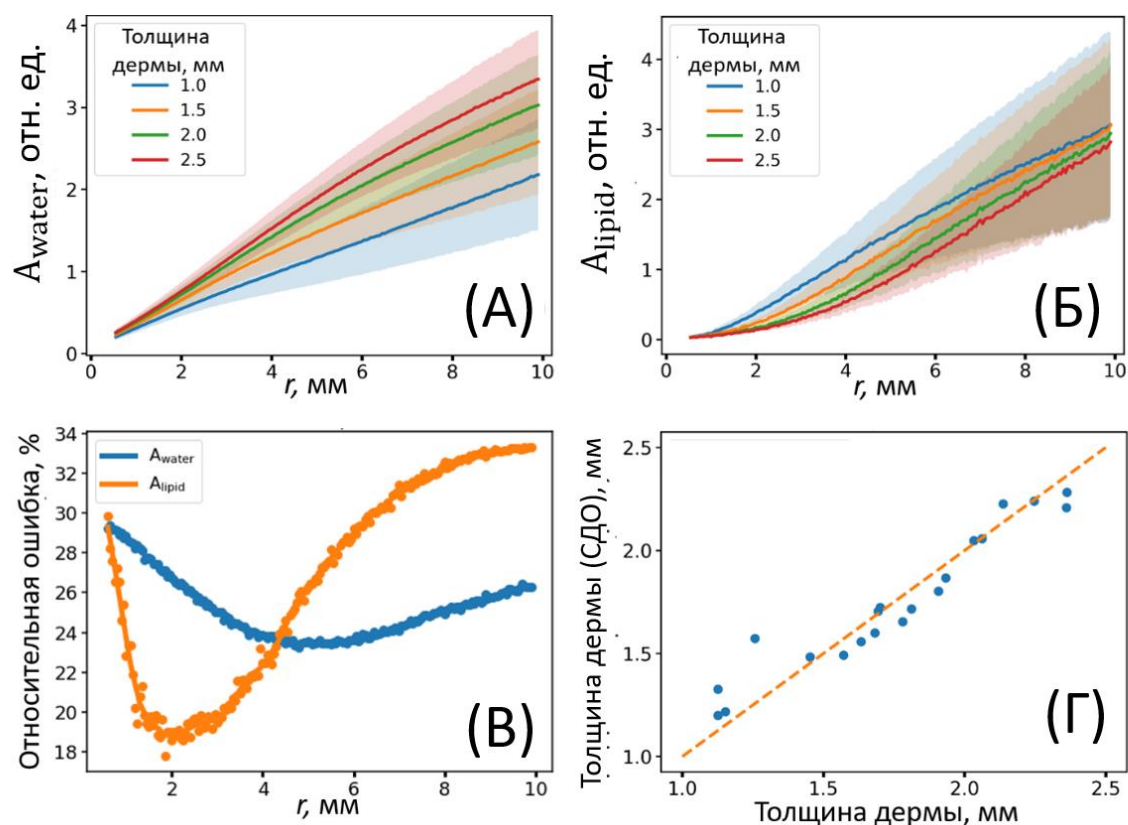 A_water, отн. ед.
4
3
2
1
0
Толщина
дермы, мм
1.0
1.5
2.0
2.5
(А)
0 2 4 6 8 10
r, мм
A_lipid, отн. ед.
4
3
2
1
0
Толщина
дермы, мм
1.0
1.5
2.0
2.5
(Б)
0 2 4 6 8 10
r, мм
Относительная ошибка, %
34
32
30
28
26
24
22
20
18
A_water
A_lipid
(В)
2 4 6 8 10
r, мм
Толщина дермы (СДО), мм
2.5
2.0
1.5
1.0
(Г)
1.0 1.5 2.0 2.5
Толщина дермы, мм